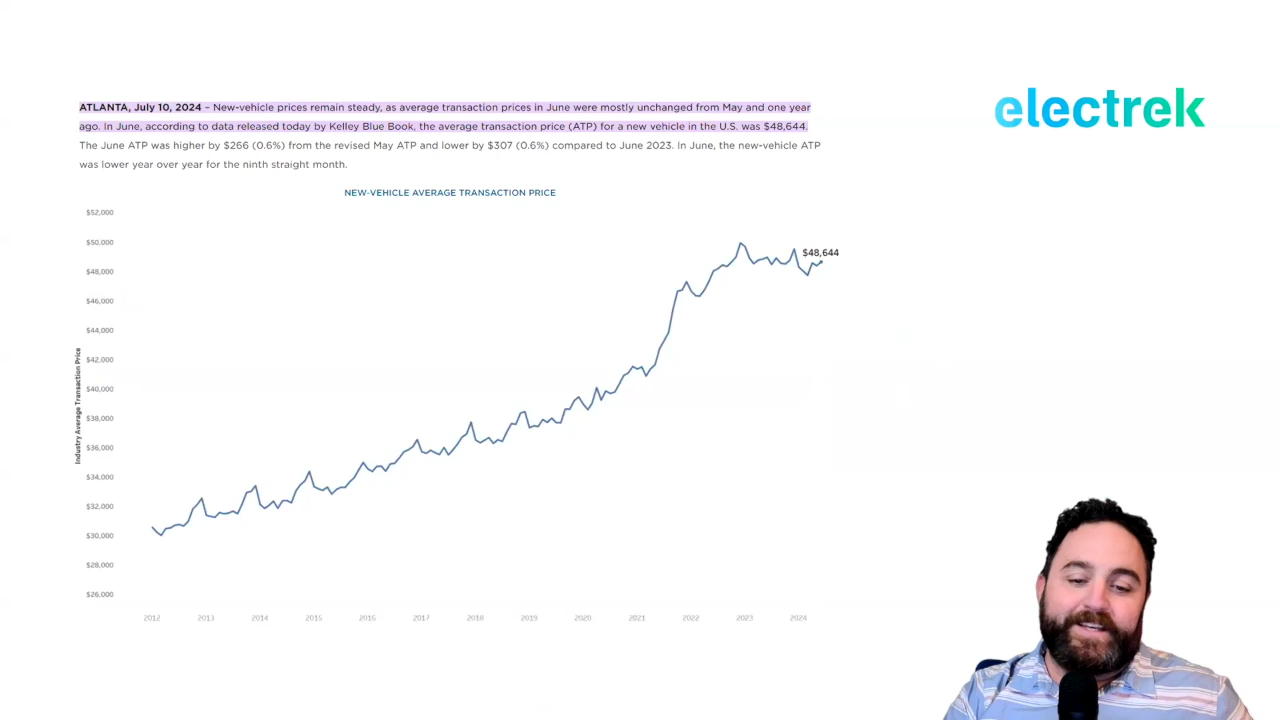 electrek
ATLANTA, July 10, 2024 – New-vehicle prices remain steady, as average transaction prices in June were mostly unchanged from May and one year
ago. In June, according to data released today by Kelley Blue Book, the average transaction price (ATP) for a new vehicle in the U.S. was $48,644.
The June ATP was higher by $266 (0.6%) from the revised May ATP and lower by $307 (0.6%) compared to June 2023. In June, the new-vehicle ATP
was lower year over year for the ninth straight month.
NEW-VEHICLE AVERAGE TRANSACTION PRICE
$52,000
$50,000
$48,000
$46,000
$44,000
$42,000
$40,000
$38,000
$36,000
$34,000
$32,000
$30,000
$28,000
$26,000
Industry Average Transaction Price
$48,644
2012 2013 2014 2015 2016 2017 2018 2019 2020 2021 2022 2023 2024